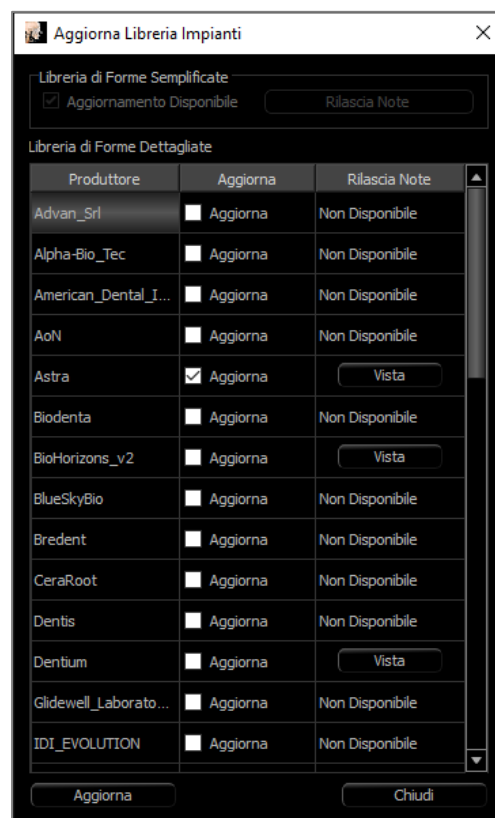 Aggiorna Libreria Impianti
Libreria di Forme Semplificate
Aggiornamento Disponibile Rilascia Note
Libreria di Forme Dettagliate
Produttore Aggiorna Rilascia Note
Advan_Srl Aggiorna Non Disponibile
Alpha-Bio_Tec Aggiorna Non Disponibile
American_Dental_I... Aggiorna Non Disponibile
AoN Aggiorna Non Disponibile
Astra Aggiorna Vista
Biodenta Aggiorna Non Disponibile
BioHorizons_v2 Aggiorna Vista
BlueSkyBio Aggiorna Non Disponibile
Bredent Aggiorna Non Disponibile
CeraRoot Aggiorna Non Disponibile
Dentis Aggiorna Non Disponibile
Dentium Aggiorna Vista
Glidewell_Laborato... Aggiorna Non Disponibile
IDI_EVOLUTION Aggiorna Non Disponibile
Aggiorna Chiudi